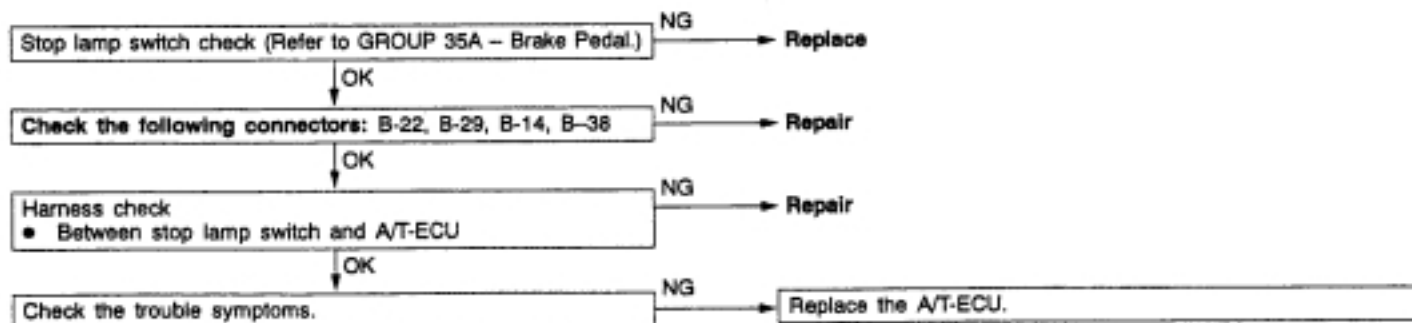 Stop lamp switch check (Refer to GROUP 35A – Brake Pedal.)
NG
Replace
OK
Check the following connectors: B-22, B-29, B-14, B–38
NG
Repair
OK
Harness check
● Between stop lamp switch and A/T-ECU
NG
Repair
OK
Check the trouble symptoms.
NG
Replace the A/T-ECU.